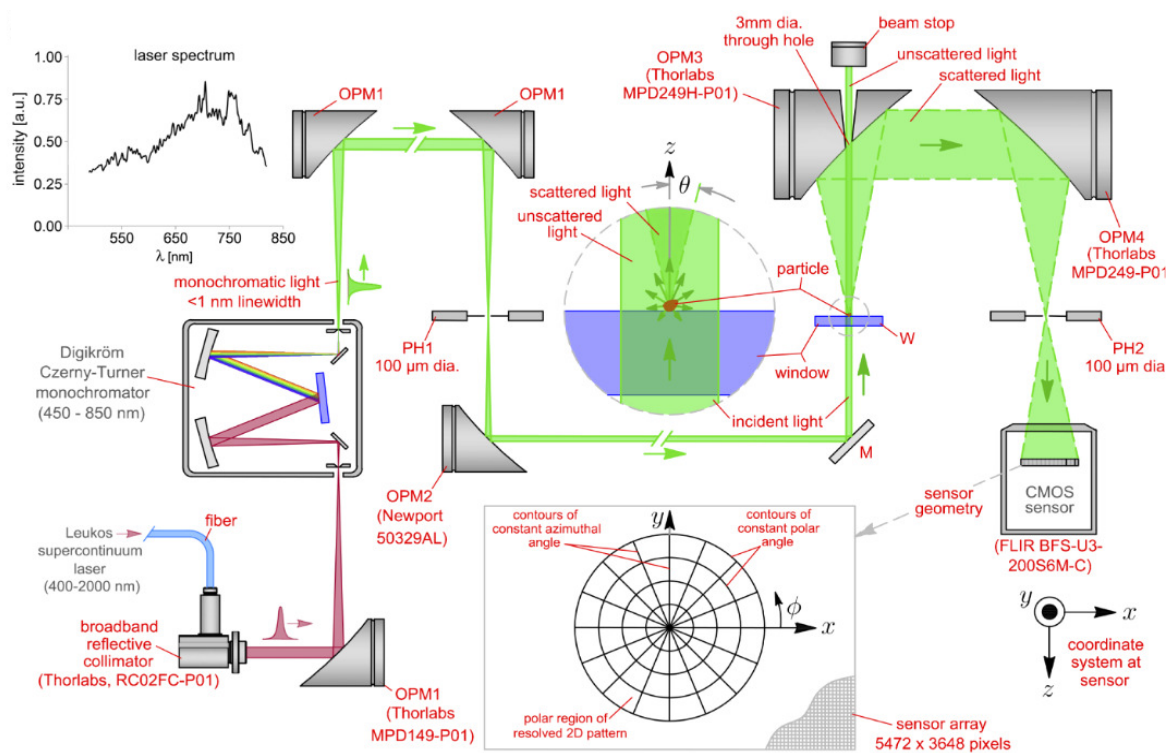 laser spectrum
intensity [a.u.]
1.00
0.75
0.50
0.25
0.00
550
650
750
850
λ [nm]
OPM1
OPM1
3mm dia.
through hole
beam stop
unscattered light
scattered light
OPM3
(Thorlabs
MPD249H-P01)
z
θ
scattered light
unscattered
light
particle
window
W
incident light
OPM4
(Thorlabs
MPD249-P01
monochromatic light
<1 nm linewidth
PH1
100 µm dia.
PH2
100 µm dia
Digikröm
Czerny-Turner
monochromator
(450 - 850 nm)
M
OPM2
(Newport
50329AL)
sensor
geometry
CMOS
sensor
(FLIR BFS-U3-
200S6M-C)
Leukos
supercontinuum
laser
(400-2000 nm)
fiber
broadband
reflective
collimator
(Thorlabs, RC02FC-P01)
OPM1
(Thorlabs
MPD149-P01)
contours of
constant azimuthal
angle
y
contours of
constant polar
angle
ϕ
x
polar region of
resolved 2D pattern
sensor array
5472 x 3648 pixels
y
x
z
coordinate
system at
sensor